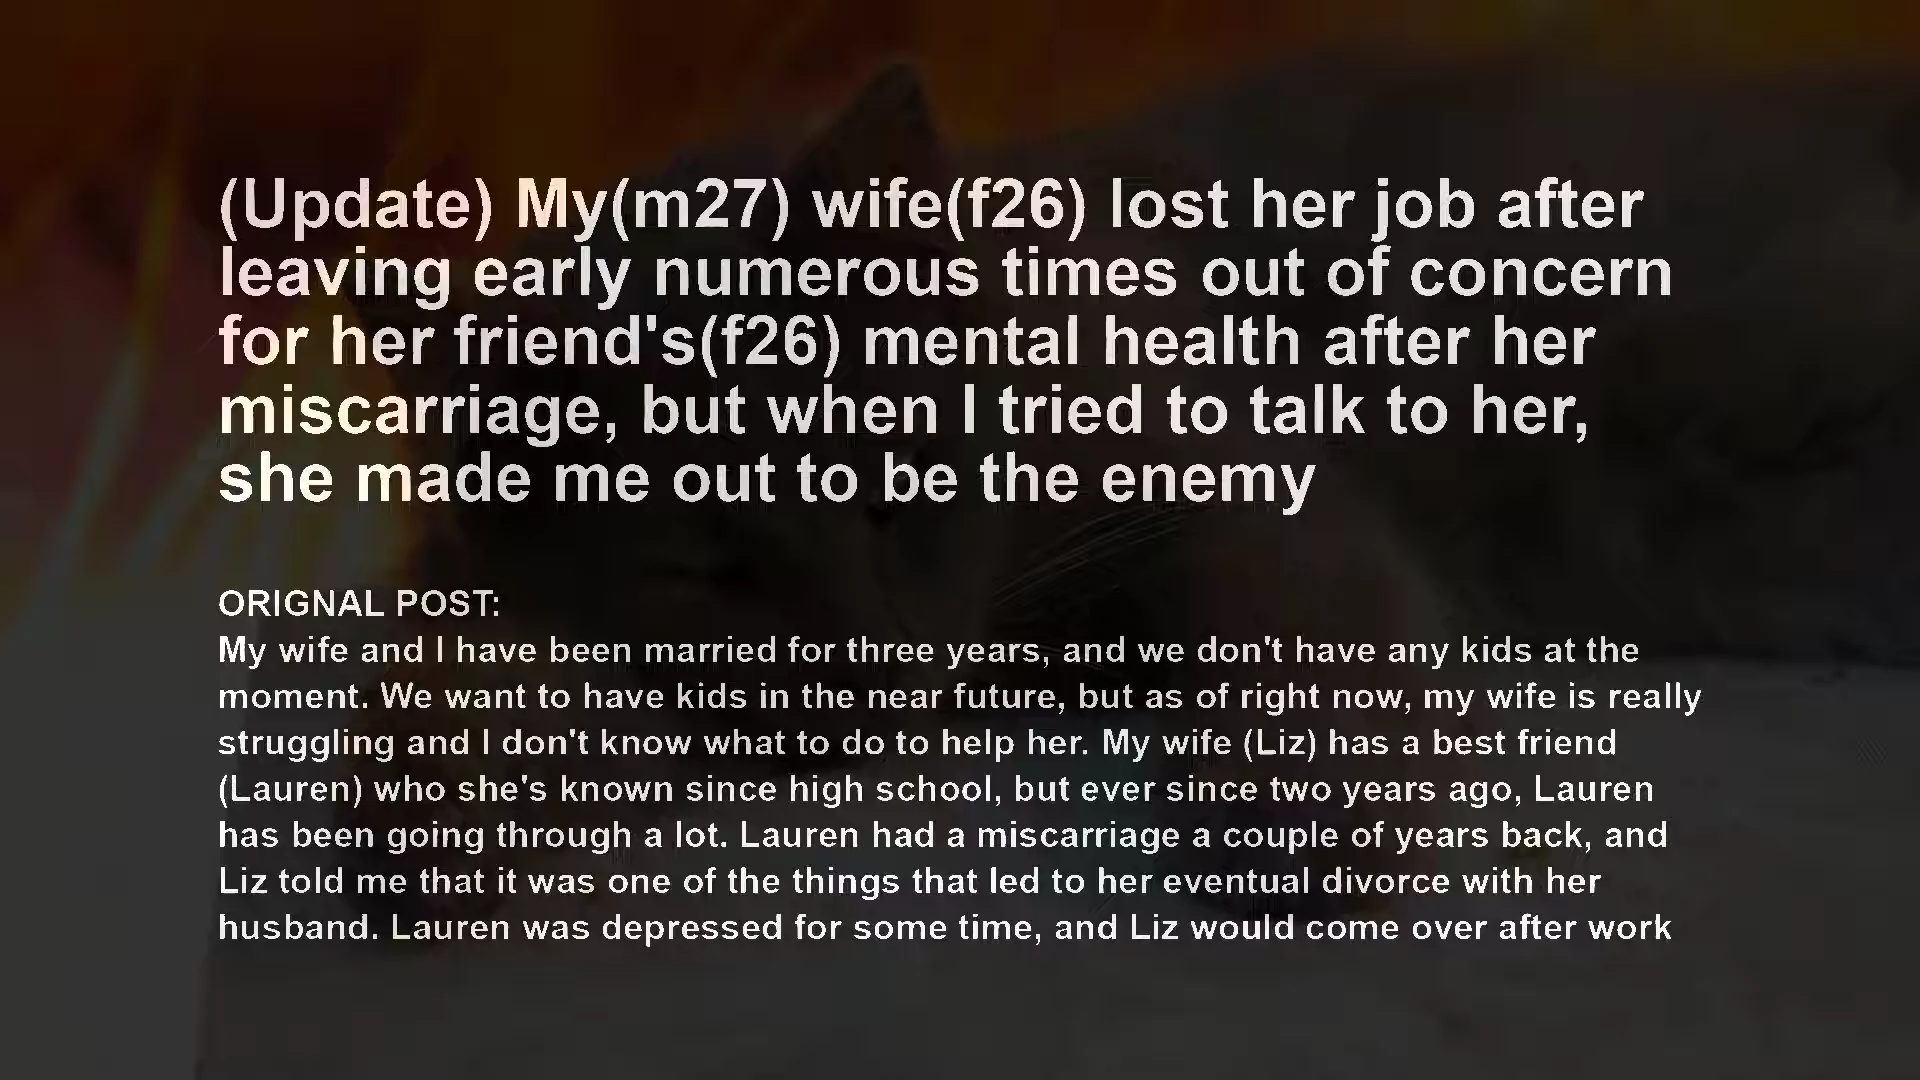 (Update) My(m27) wife(f26) lost her job after
leaving early numerous times out of concern
for her friend's(f26) mental health after her
miscarriage, but when I tried to talk to her,
she made me out to be the enemy
ORIGNAL POST:
My wife and I have been married for three years, and we don't have any kids at the
moment. We want to have kids in the near future, but as of right now, my wife is really
struggling and I don't know what to do to help her. My wife (Liz) has a best friend
(Lauren) who she's known since high school, but ever since two years ago, Lauren
has been going through a lot. Lauren had a miscarriage a couple of years back, and
Liz told me that it was one of the things that led to her eventual divorce with her
husband. Lauren was depressed for some time, and Liz would come over after work